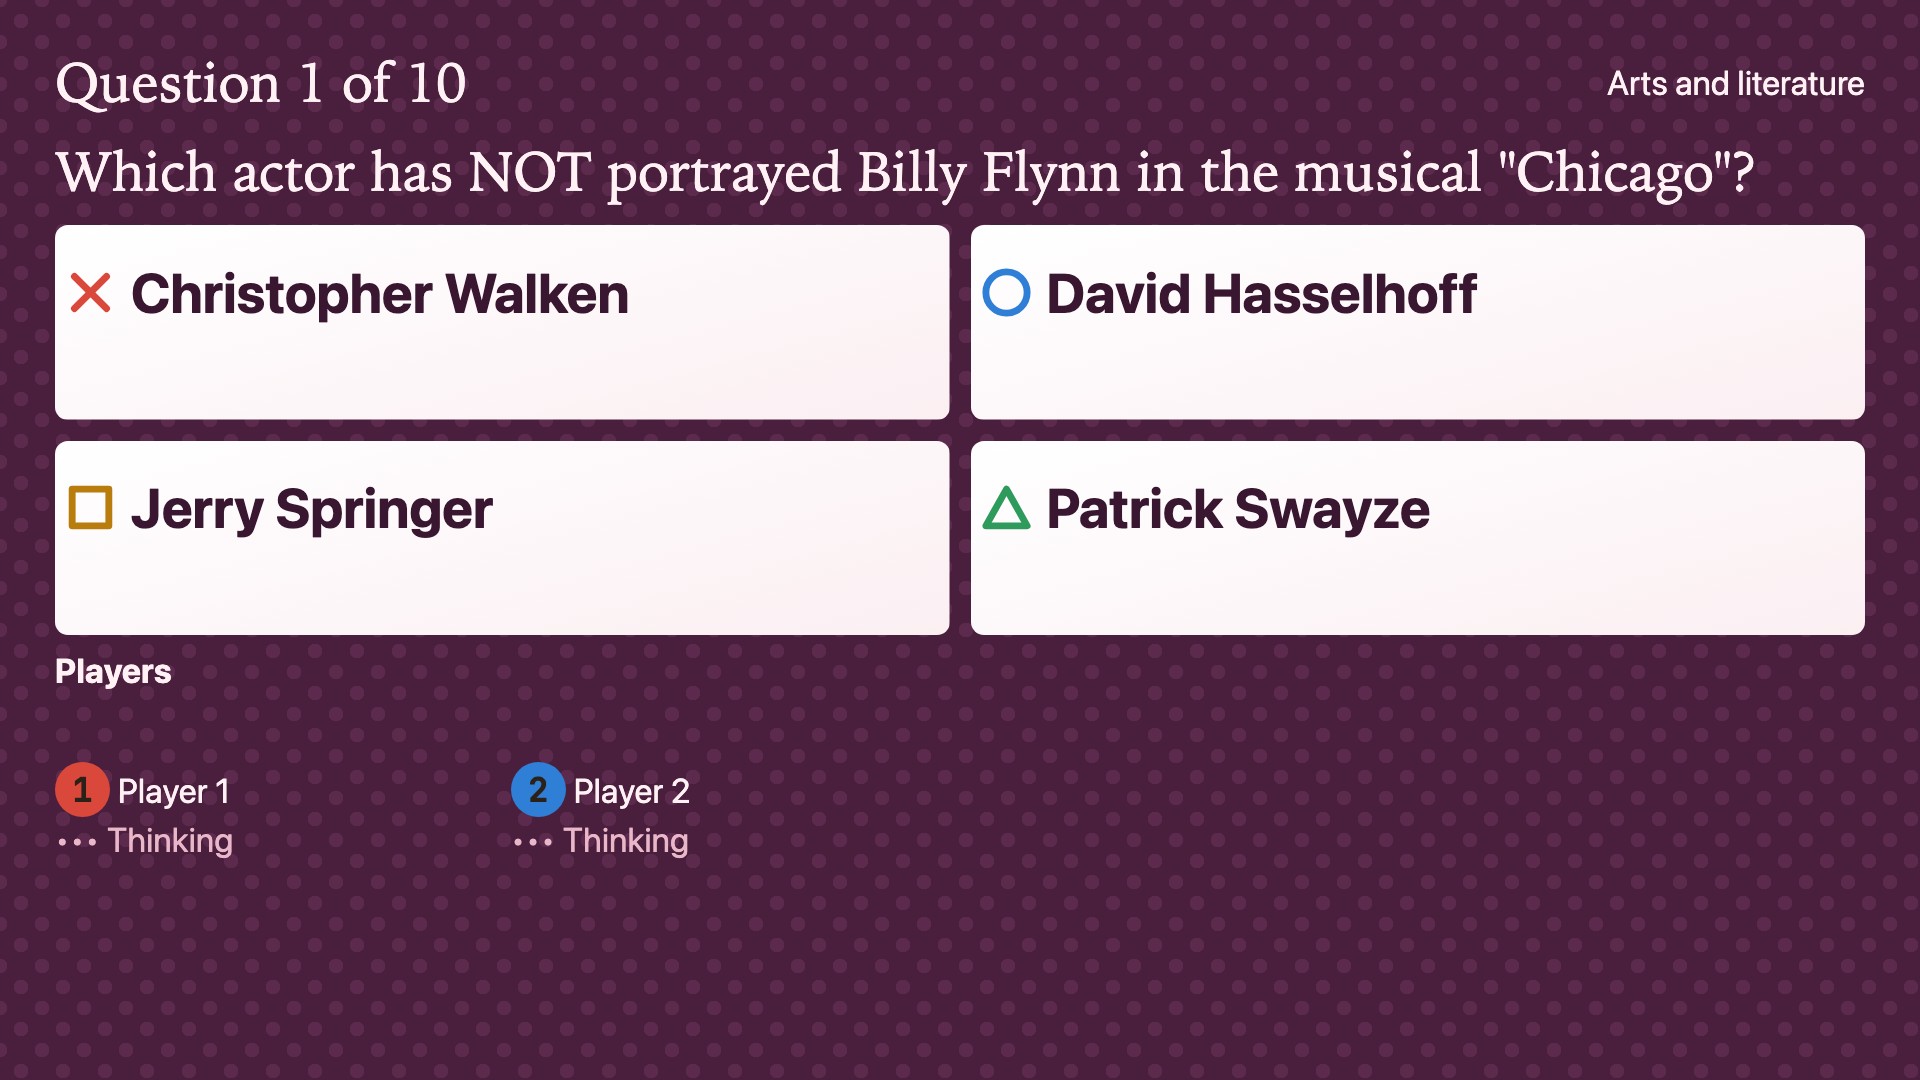 Question 1 of 10
Arts and literature
Which actor has NOT portrayed Billy Flynn in the musical "Chicago"?
Christopher Walken
David Hasselhoff
Jerry Springer
Patrick Swayze
Players
1 Player 1
2 Player 2
••• Thinking
••• Thinking